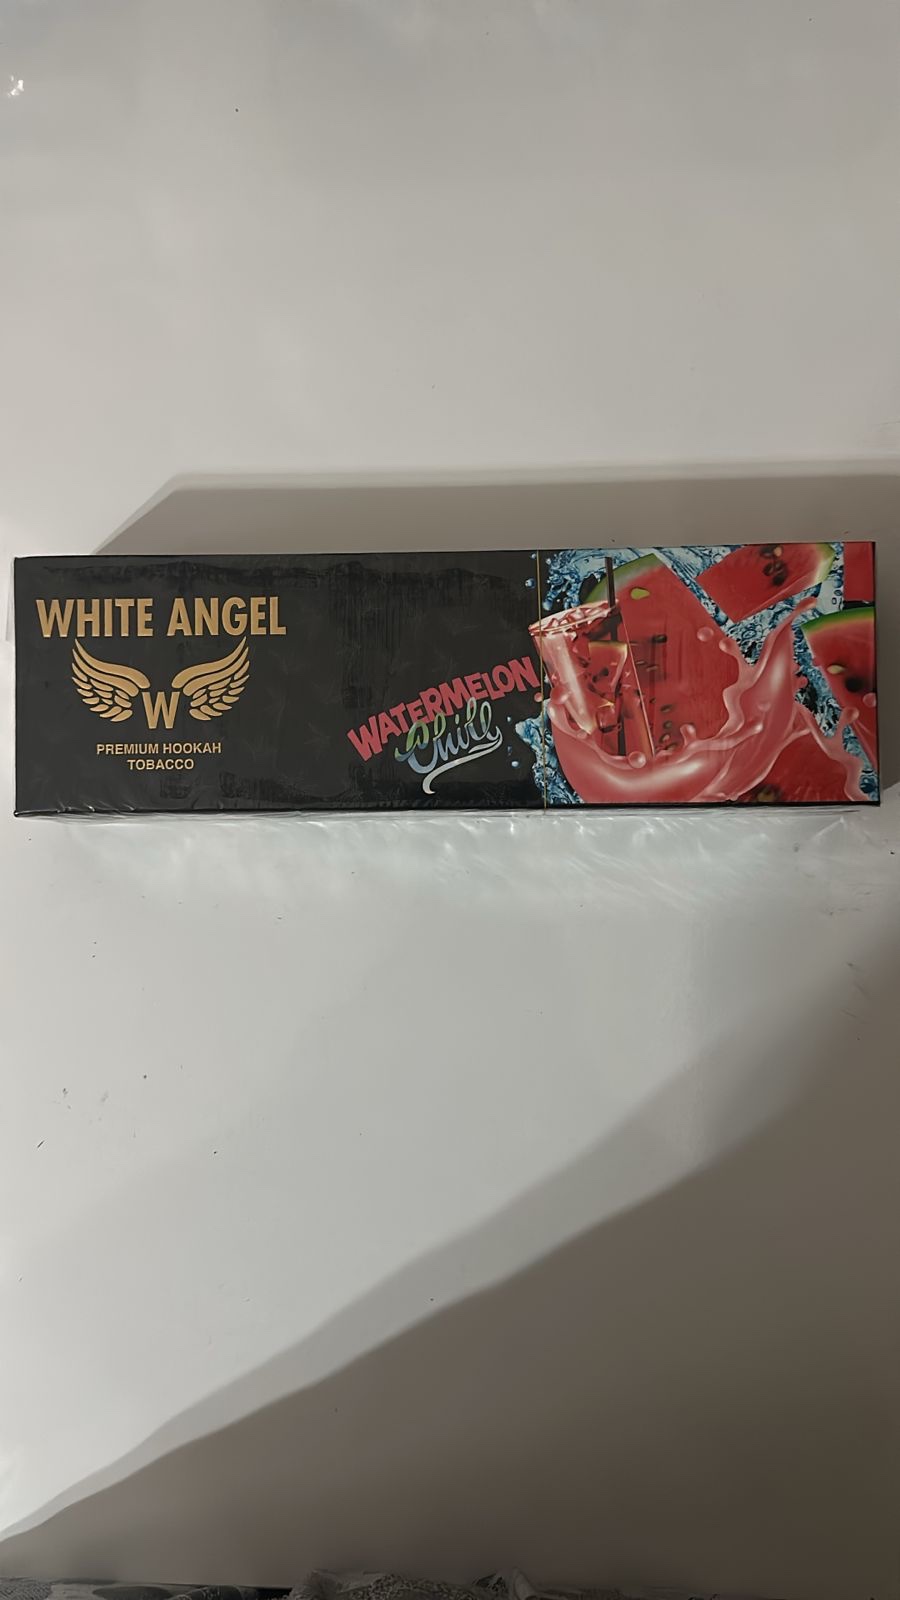 WHITE ANGEL
W
PREMIUM HOOKAH
TOBACCO
WATERMELON
Chill